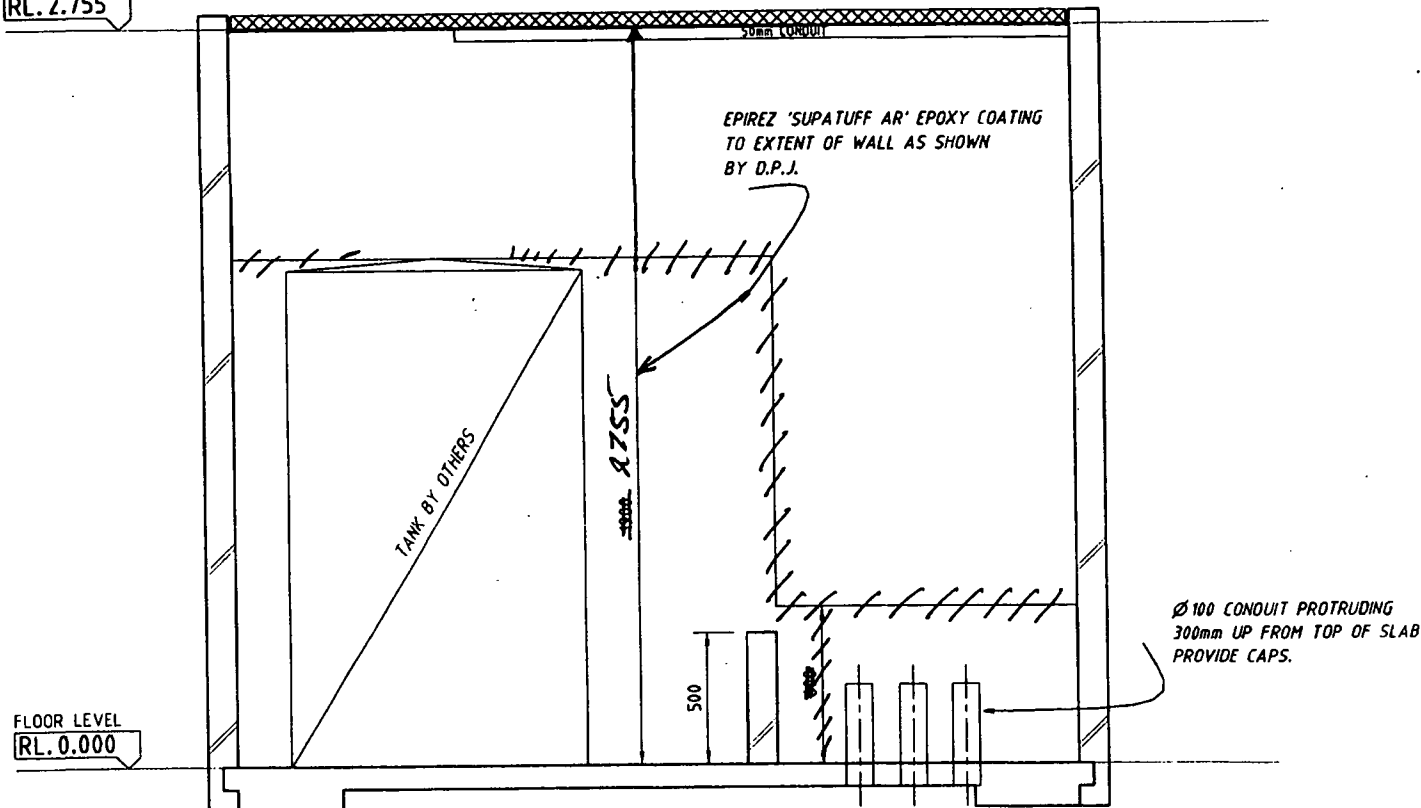 RL. 2.755
50mm CONDUIT
EPIREZ 'SUPATUFF AR' EPOXY COATING
TO EXTENT OF WALL AS SHOWN
BY D.P.J.
TANK BY OTHERS
2755
500
Ø 100 CONDUIT PROTRUDING
300mm UP FROM TOP OF SLAB
PROVIDE CAPS.
FLOOR LEVEL
RL. 0.000